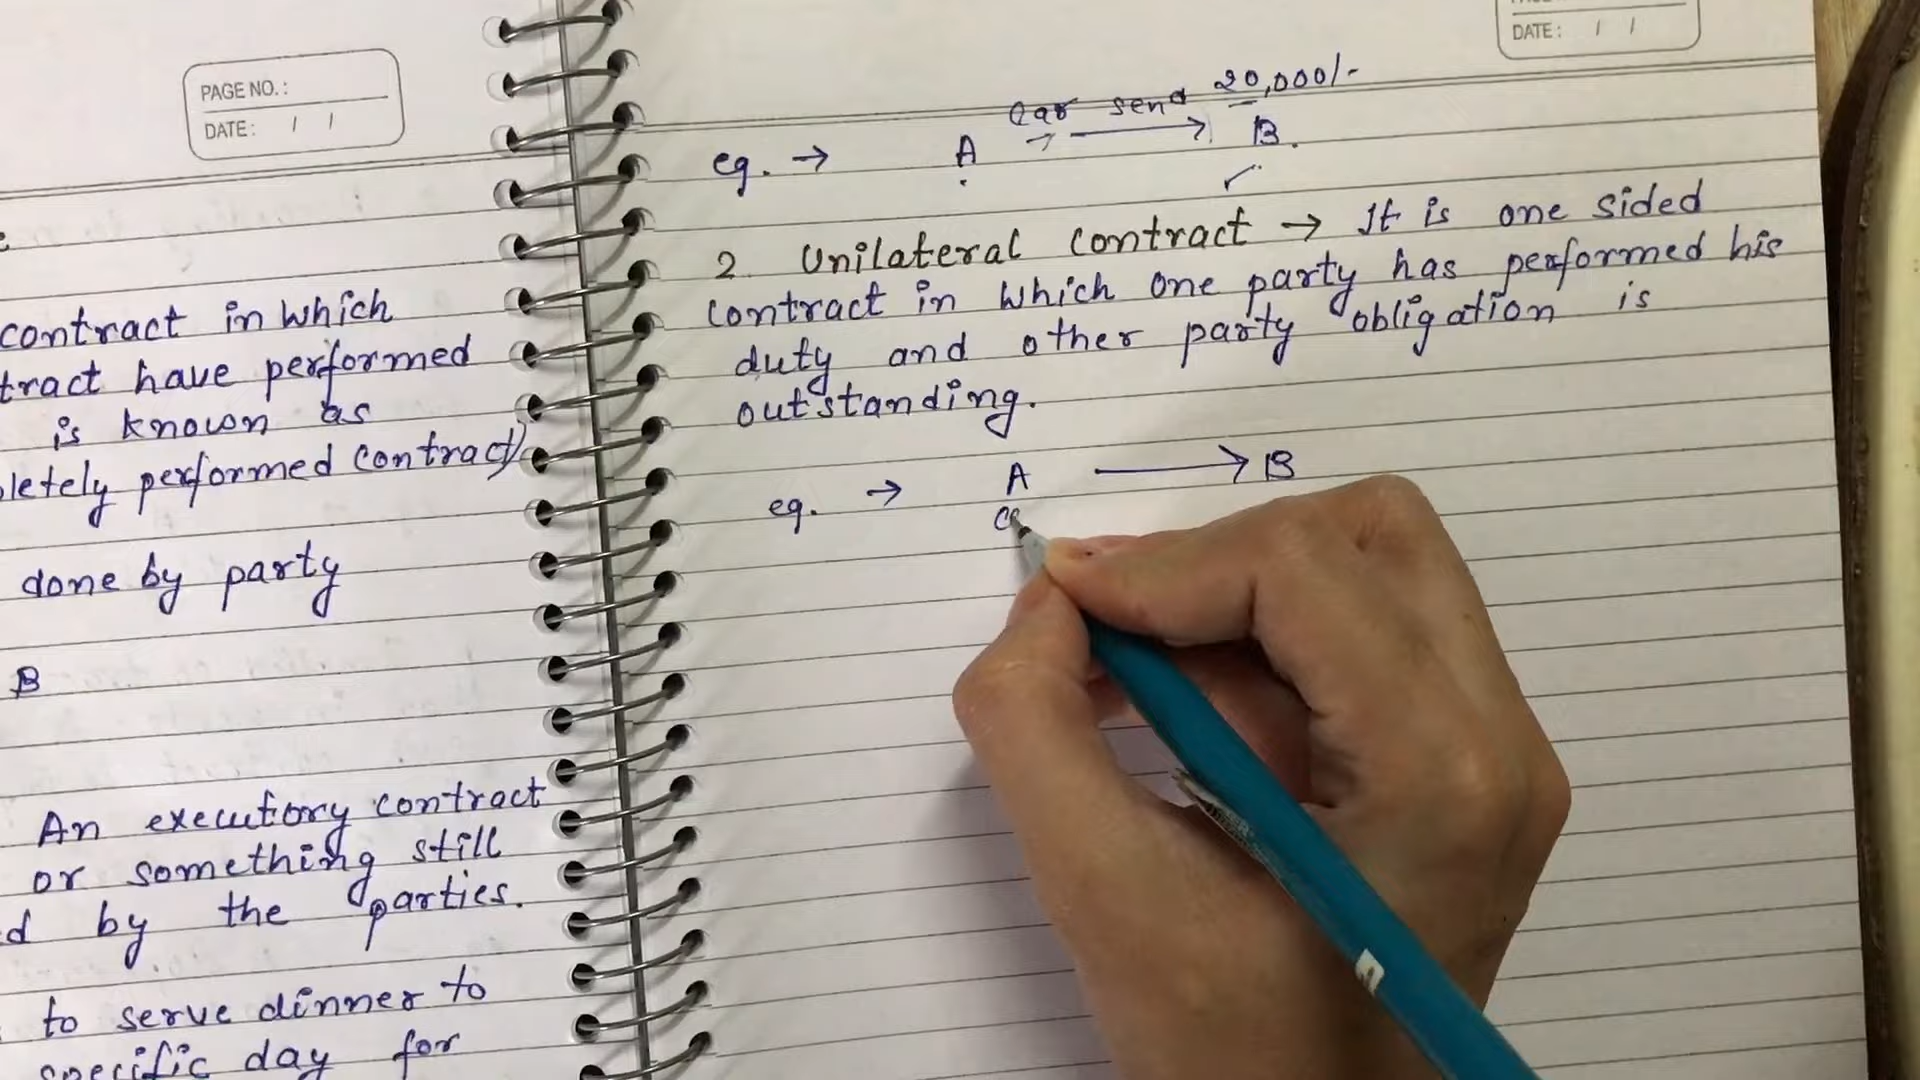 PAGE NO.:
DATE: / /
contract in which
tract have performed
is known as
letely performed contract)
done by party
B
An executory contract
or something still
d by the parties.
to serve dinner to
specific day for
DATE: / /
Car send 20,000/-
eg. → A → → B.
2 Unilateral contract → It is one sided
contract in which one party has performed his
duty and other party obligation is
outstanding.
eg. → A → B